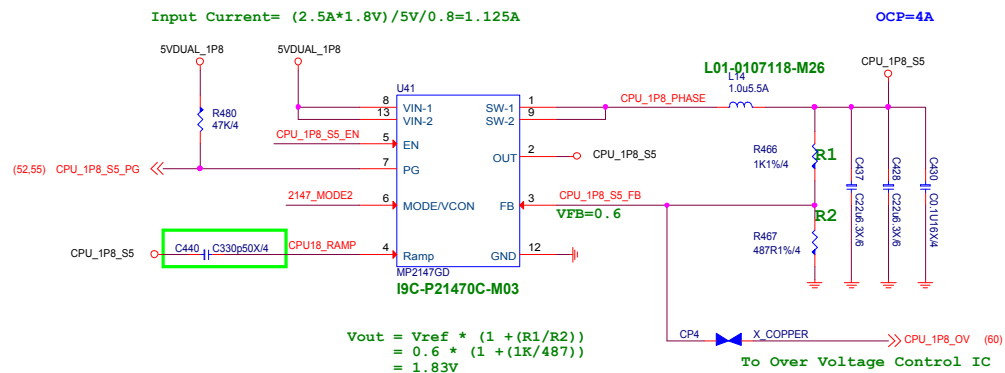 Input Current= (2.5A*1.8V)/5V/0.8=1.125A
OCP=4A
5VDUAL_1P8
5VDUAL_1P8
CPU_1P8_S5
L01-0107118-M26
L14
1.0u5.5A
U41
R480
47K/4
8
13
VIN-1
VIN-2
SW-1
SW-2
1
9
CPU_1P8_PHASE
CPU_1P8_S5_EN
5
EN
OUT
2
CPU_1P8_S5
(52,55)
CPU_1P8_S5_PG
7
PG
R466
1K1%/4
R1
C437
C22u6.3X/6
C428
C22u6.3X/6
C430
C0.1U16X/4
2147_MODE2
6
MODE/VCON
FB
3
CPU_1P8_S5_FB
VFB=0.6
R2
R467
487R1%/4
CPU_1P8_S5
C440
C330p50X/4
CPU18_RAMP
4
Ramp
GND
12
MP2147GD
I9C-P21470C-M03
Vout = Vref * (1 +(R1/R2))
= 0.6 * (1 +(1K/487))
= 1.83V
CP4
X_COPPER
CPU_1P8_OV
(60)
To Over Voltage Control IC